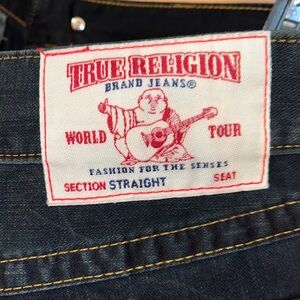 TRUE RELIGION
BRAND JEANS®
WORLD TOUR
FASHION FOR THE SENSES
SECTION STRAIGHT SEAT